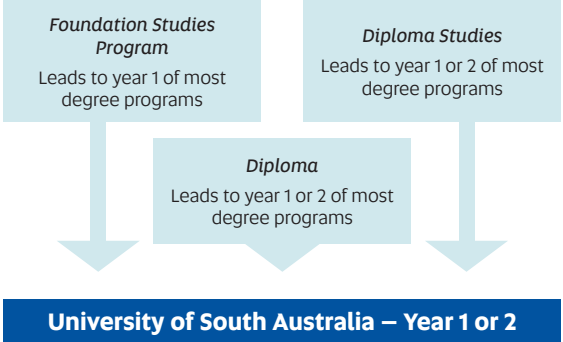 Foundation Studies
Program
Leads to year 1 of most
degree programs
Diploma Studies
Leads to year 1 or 2 of most
degree programs
Diploma
Leads to year 1 or 2 of most
degree programs
University of South Australia – Year 1 or 2